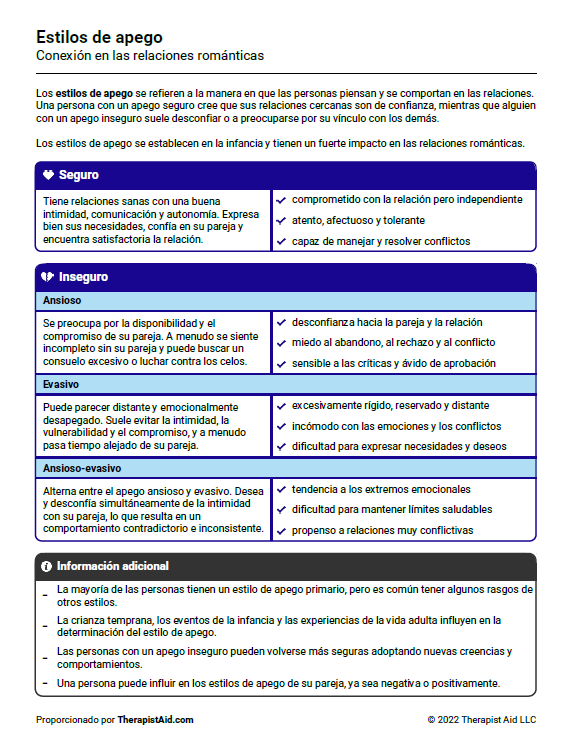 Estilos de apego
Conexión en las relaciones románticas
Los estilos de apego se refieren a la manera en que las personas piensan y se comportan en las relaciones.
Una persona con un apego seguro cree que sus relaciones cercanas son de confianza, mientras que alguien
con un apego inseguro suele desconfiar o a preocuparse por su vínculo con los demás.
Los estilos de apego se establecen en la infancia y tienen un fuerte impacto en las relaciones románticas.
Seguro
Tiene relaciones sanas con una buena
intimidad, comunicación y autonomía. Expresa
bien sus necesidades, confía en su pareja y
encuentra satisfactoria la relación.
comprometido con la relación pero independiente
atento, afectuoso y tolerante
capaz de manejar y resolver conflictos
Inseguro
Ansioso
Se preocupa por la disponibilidad y el
compromiso de su pareja. A menudo se siente
incompleto sin su pareja y puede buscar un
consuelo excesivo o luchar contra los celos.
desconfianza hacia la pareja y la relación
miedo al abandono, al rechazo y al conflicto
sensible a las críticas y ávido de aprobación
Evasivo
Puede parecer distante y emocionalmente
desapegado. Suele evitar la intimidad, la
vulnerabilidad y el compromiso, y a menudo
pasa tiempo alejado de su pareja.
excesivamente rígido, reservado y distante
incómodo con las emociones y los conflictos
dificultad para expresar necesidades y deseos
Ansioso-evasivo
Alterna entre el apego ansioso y evasivo. Desea
y desconfía simultáneamente de la intimidad
con su pareja, lo que resulta en un
comportamiento contradictorio e inconsistente.
tendencia a los extremos emocionales
dificultad para mantener límites saludables
propenso a relaciones muy conflictivas
Información adicional
- La mayoría de las personas tienen un estilo de apego primario, pero es común tener algunos rasgos de
otros estilos.
- La crianza temprana, los eventos de la infancia y las experiencias de la vida adulta influyen en la
determinación del estilo de apego.
- Las personas con un apego inseguro pueden volverse más seguras adoptando nuevas creencias y
comportamientos.
- Una persona puede influir en los estilos de apego de su pareja, ya sea negativa o positivamente.
Proporcionado por TherapistAid.com
© 2022 Therapist Aid LLC